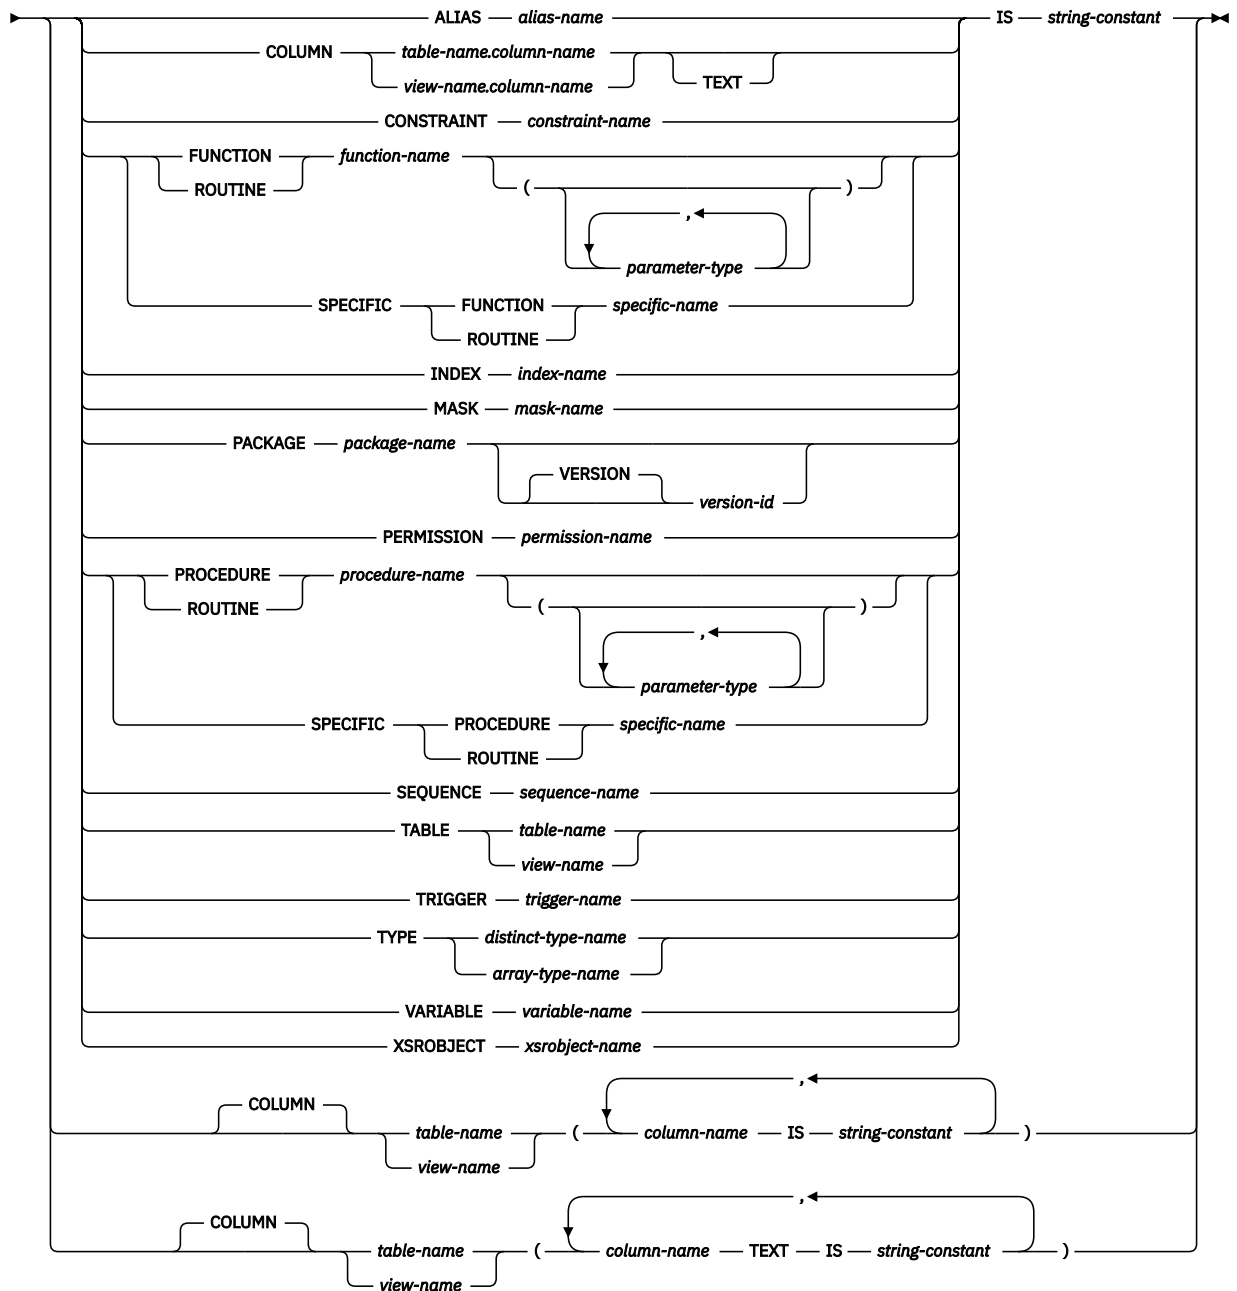 ALIAS alias-name IS string-constant
COLUMN table-name.column-name
view-name.column-name TEXT
CONSTRAINT constraint-name
FUNCTION function-name
ROUTINE ( )
,
parameter-type
SPECIFIC FUNCTION specific-name
ROUTINE
INDEX index-name
MASK mask-name
PACKAGE package-name
VERSION
version-id
PERMISSION permission-name
PROCEDURE procedure-name
ROUTINE ( )
,
parameter-type
SPECIFIC PROCEDURE specific-name
ROUTINE
SEQUENCE sequence-name
TABLE table-name
view-name
TRIGGER trigger-name
TYPE distinct-type-name
array-type-name
VARIABLE variable-name
XSROBJECT xsrobject-name
,
COLUMN
table-name ( column-name IS string-constant )
view-name
,
COLUMN
table-name ( column-name TEXT IS string-constant )
view-name